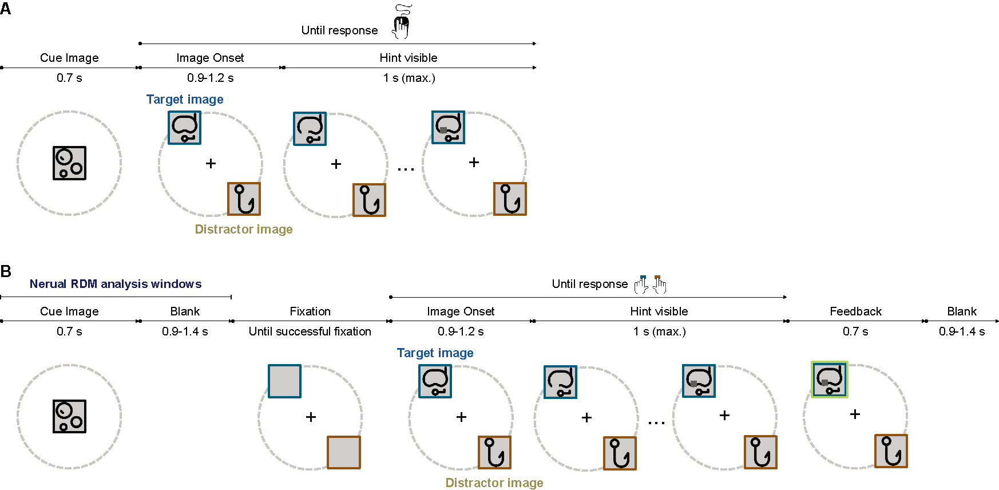 A
Until response
Cue Image
Image Onset
Hint visible
0.7 s
0.9-1.2 s
1 s (max.)
Target image
+
+
...
+
Distractor image
B
Nerual RDM analysis windows
Until response
Cue Image
Blank
Fixation
Image Onset
Hint visible
Feedback
Blank
0.7 s
0.9-1.4 s
Until successful fixation
0.9-1.2 s
1 s (max.)
0.7 s
0.9-1.4 s
Target image
+
+
+
...
+
+
Distractor image